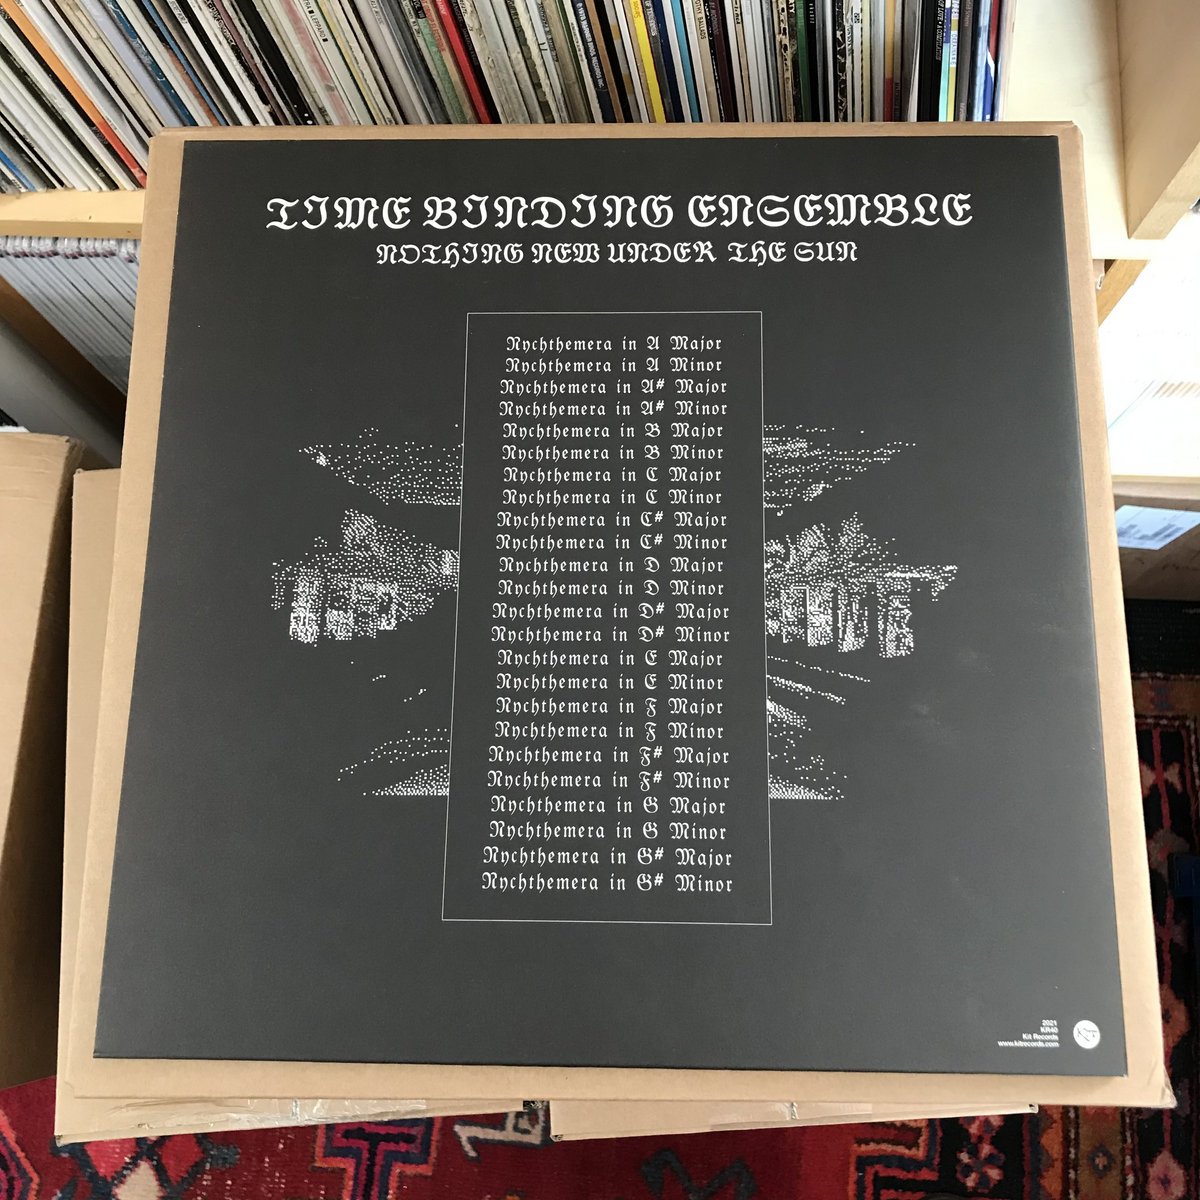 TIME BINDING ENSEMBLE
NOTHING NEW UNDER THE SUN
Nychthemera in A Major
Nychthemera in A Minor
Nychthemera in A# Major
Nychthemera in A# Minor
Nychthemera in B Major
Nychthemera in B Minor
Nychthemera in C Major
Nychthemera in C Minor
Nychthemera in C# Major
Nychthemera in C# Minor
Nychthemera in D Major
Nychthemera in D Minor
Nychthemera in D# Major
Nychthemera in D# Minor
Nychthemera in E Major
Nychthemera in E Minor
Nychthemera in F Major
Nychthemera in F Minor
Nychthemera in F# Major
Nychthemera in F# Minor
Nychthemera in G Major
Nychthemera in G Minor
Nychthemera in G# Major
Nychthemera in G# Minor
2021
KR40
Kit Records
www.kitrecords.com